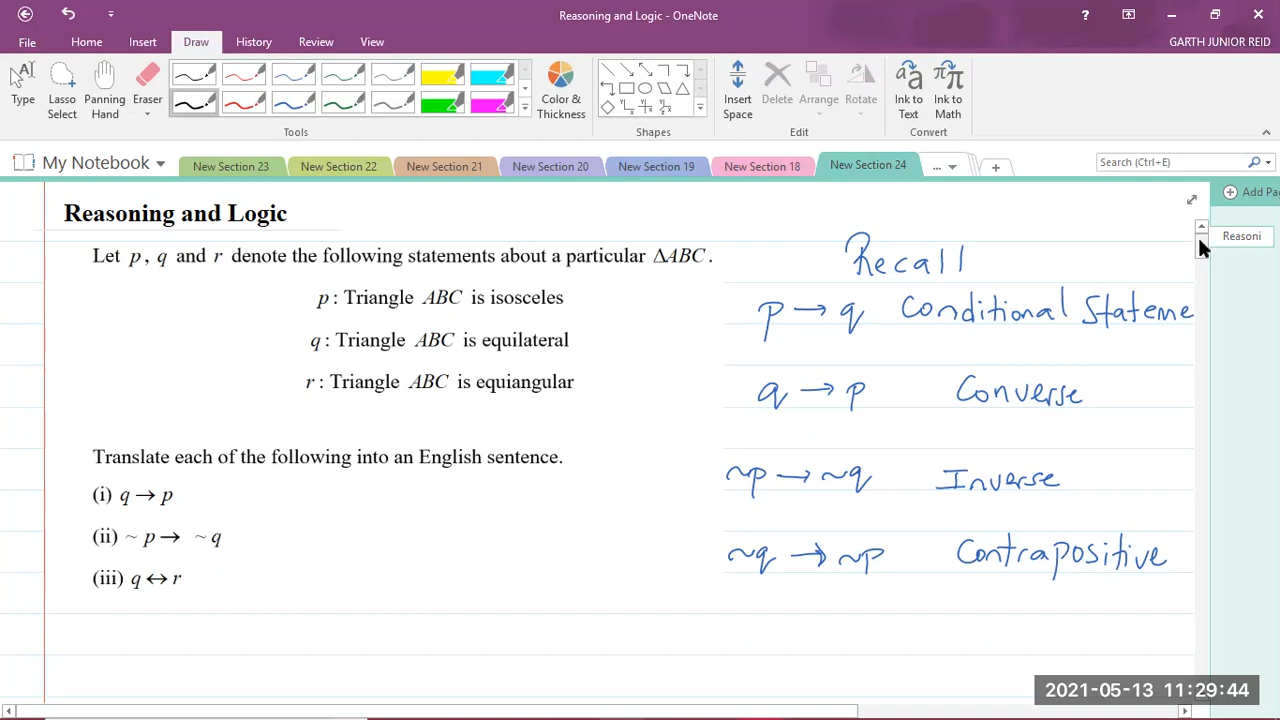 Reasoning and Logic - OneNote
?
File Home Insert Draw History Review View
GARTH JUNIOR REID
Type
Lasso Select
Panning Hand
Eraser
Color & Thickness
Insert Space
Delete
Arrange
Rotate
Ink to Text
Ink to Math
Tools
Shapes
Edit
Convert
My Notebook
New Section 23
New Section 22
New Section 21
New Section 20
New Section 19
New Section 18
New Section 24
...
Search (Ctrl+E)
Add Pa
Reasoni
Reasoning and Logic
Let p, q and r denote the following statements about a particular ΔABC.
p : Triangle ABC is isosceles
q : Triangle ABC is equilateral
r : Triangle ABC is equiangular
Translate each of the following into an English sentence.
(i) q → p
(ii) ~ p → ~ q
(iii) q ↔ r
Recall
p → q Conditional Stateme
q → p Converse
~p → ~q Inverse
~q → ~p Contrapositive
2021-05-13 11:29:44